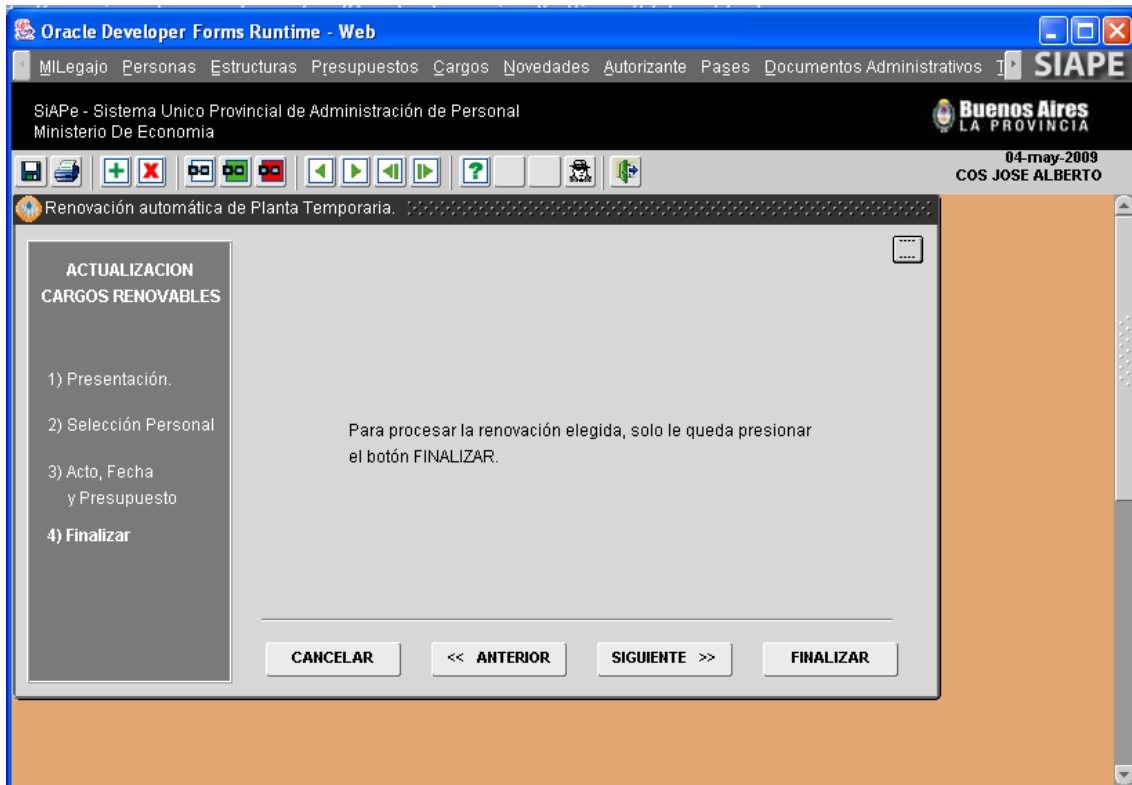 Oracle Developer Forms Runtime - Web
MILegajo Personas Estructuras Presupuestos Cargos Novedades Autorizante Pases Documentos Administrativos T SIAPE
SiAPe - Sistema Unico Provincial de Administración de Personal
Ministerio De Economia
Buenos Aires
LA PROVINCIA
04-may-2009
COS JOSE ALBERTO
Renovación automática de Planta Temporaria.
ACTUALIZACION
CARGOS RENOVABLES
1) Presentación.
2) Selección Personal
3) Acto, Fecha
y Presupuesto
4) Finalizar
Para procesar la renovación elegida, solo le queda presionar
el botón FINALIZAR.
CANCELAR << ANTERIOR SIGUIENTE >> FINALIZAR